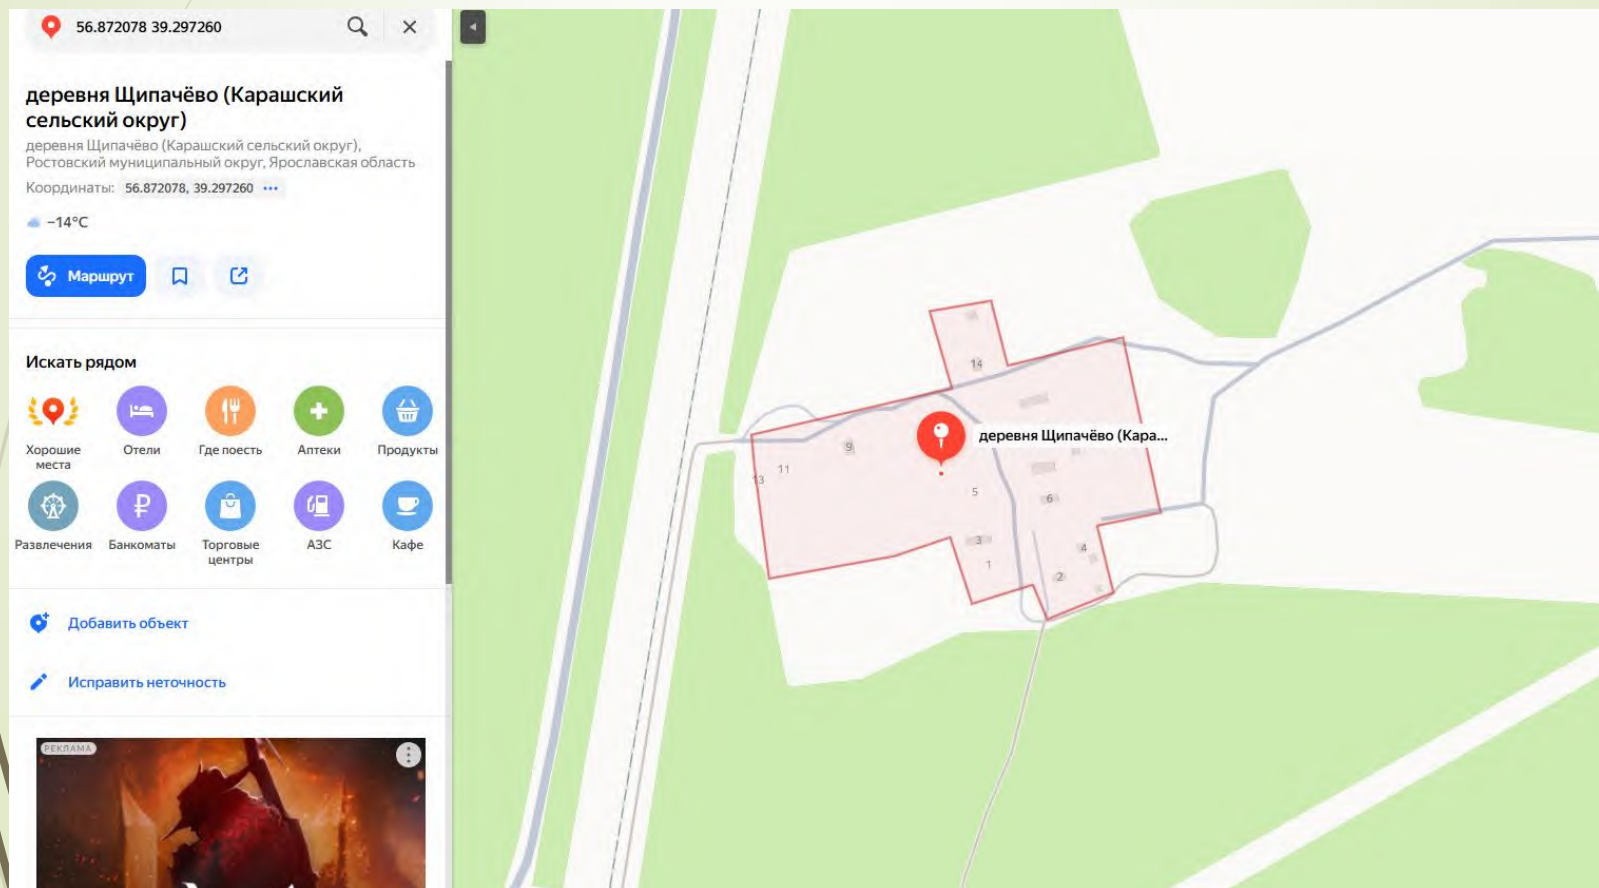 56.872078 39.297260
деревня Щипачёво (Карашский
сельский округ)
деревня Щипачёво (Карашский сельский округ),
Ростовский муниципальный округ, Ярославская область
Координаты: 56.872078, 39.297260 •••
−14°C
Маршрут
Искать рядом
Хорошие
места
Отели
Где поесть
Аптеки
Продукты
Развлечения
Банкоматы
Торговые
центры
АЗС
Кафе
Добавить объект
Исправить неточность
РЕКЛАМА
14
деревня Щипачёво (Кара...
9
11
13
5
6
3
4
1
2